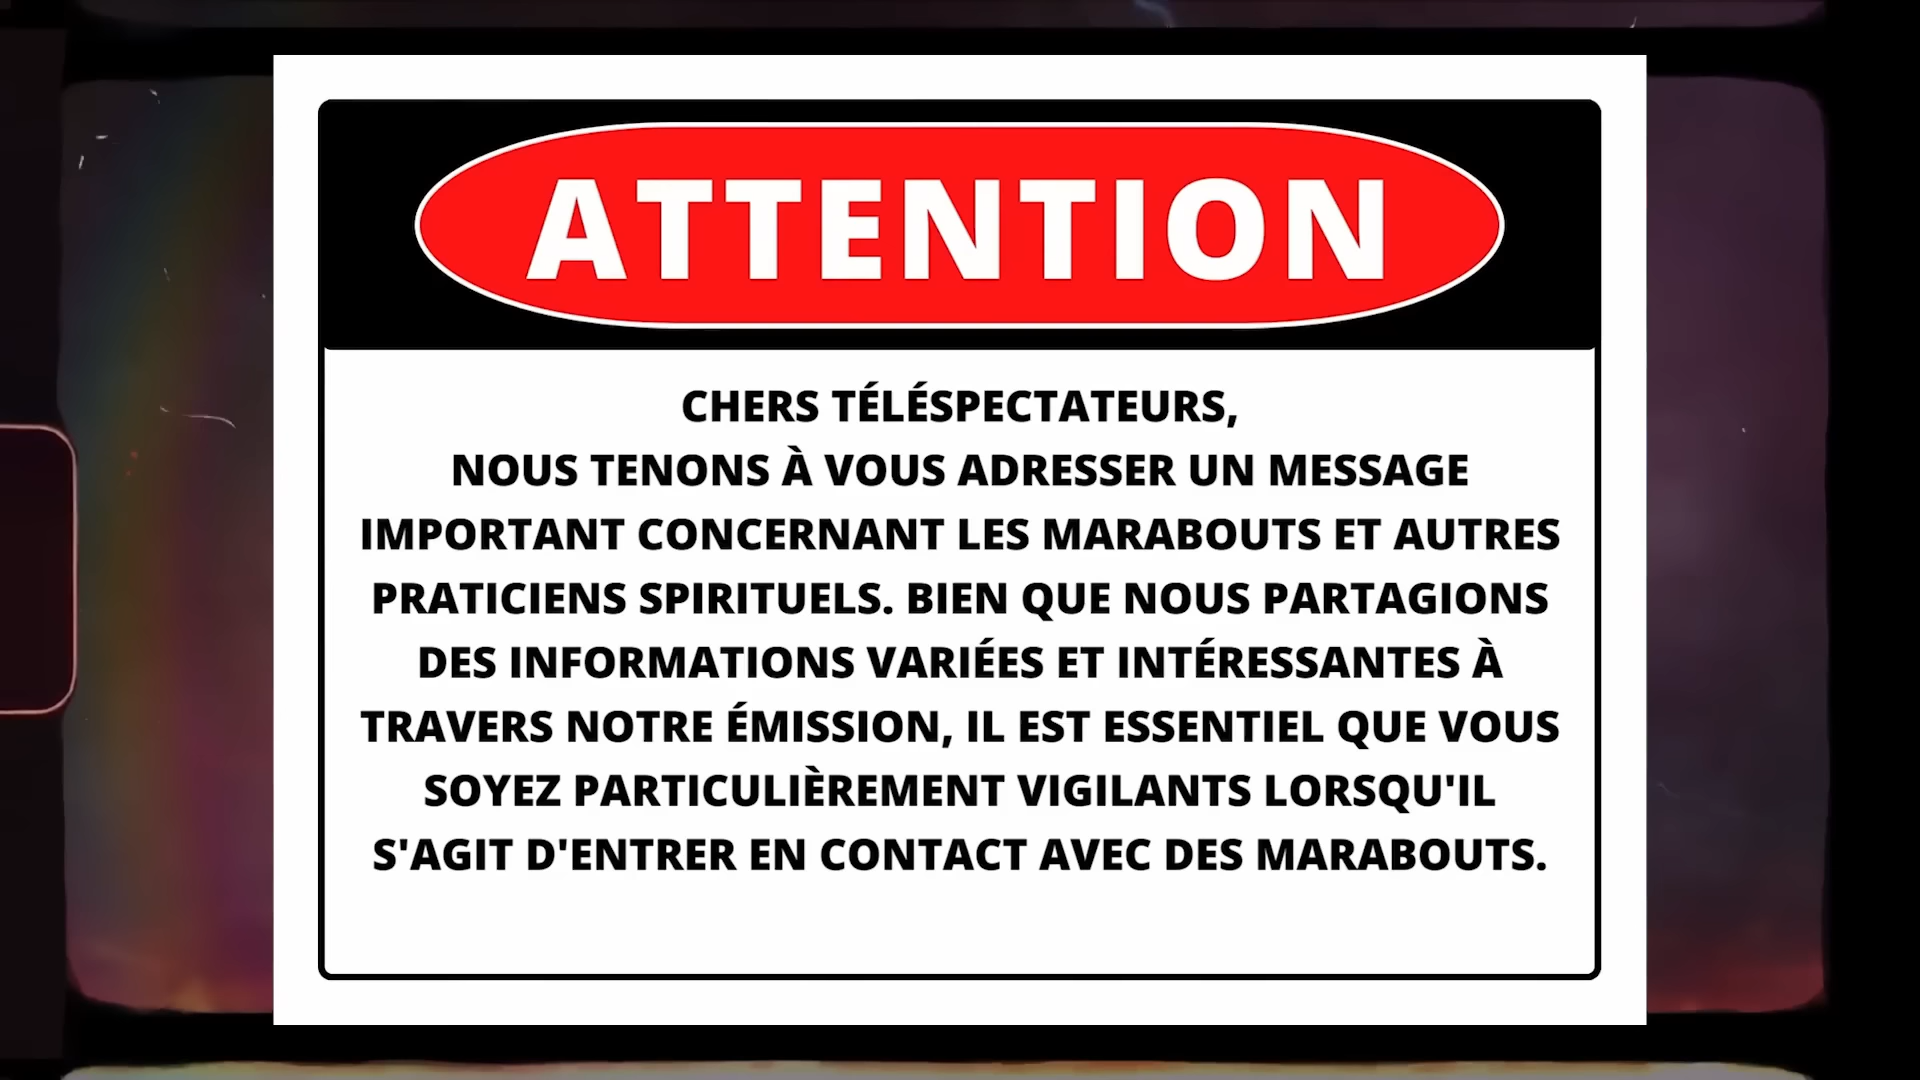 ATTENTION
CHERS TÉLÉSPECTATEURS,
NOUS TENONS À VOUS ADRESSER UN MESSAGE
IMPORTANT CONCERNANT LES MARABOUTS ET AUTRES
PRATICIENS SPIRITUELS. BIEN QUE NOUS PARTAGIONS
DES INFORMATIONS VARIÉES ET INTÉRESSANTES À
TRAVERS NOTRE ÉMISSION, IL EST ESSENTIEL QUE VOUS
SOYEZ PARTICULIÈREMENT VIGILANTS LORSQU'IL
S'AGIT D'ENTRER EN CONTACT AVEC DES MARABOUTS.